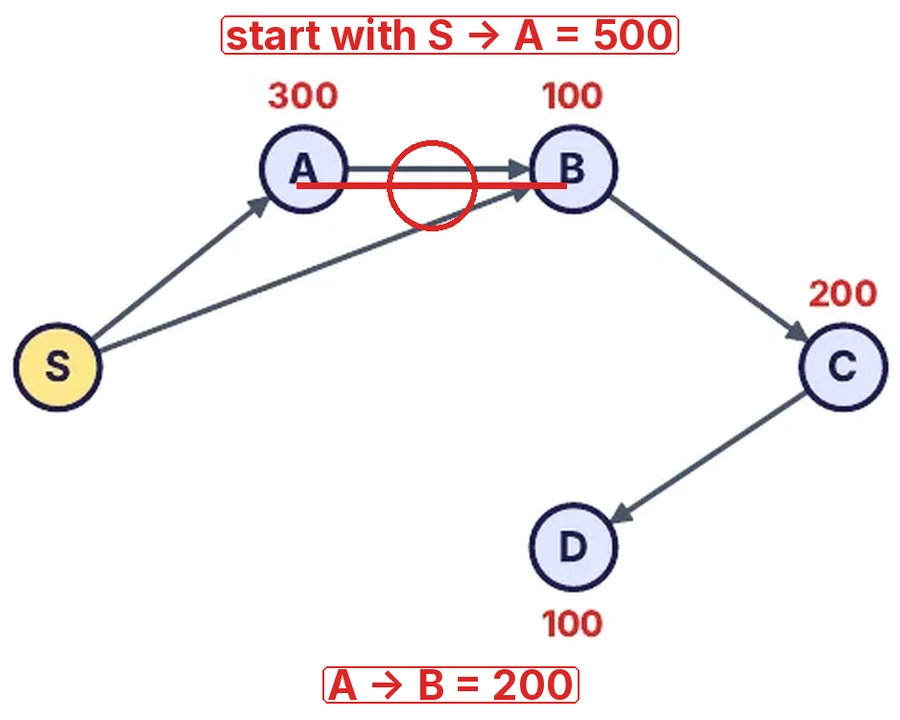 start with S → A = 500
300
100
A
B
200
S
C
D
100
A → B = 200